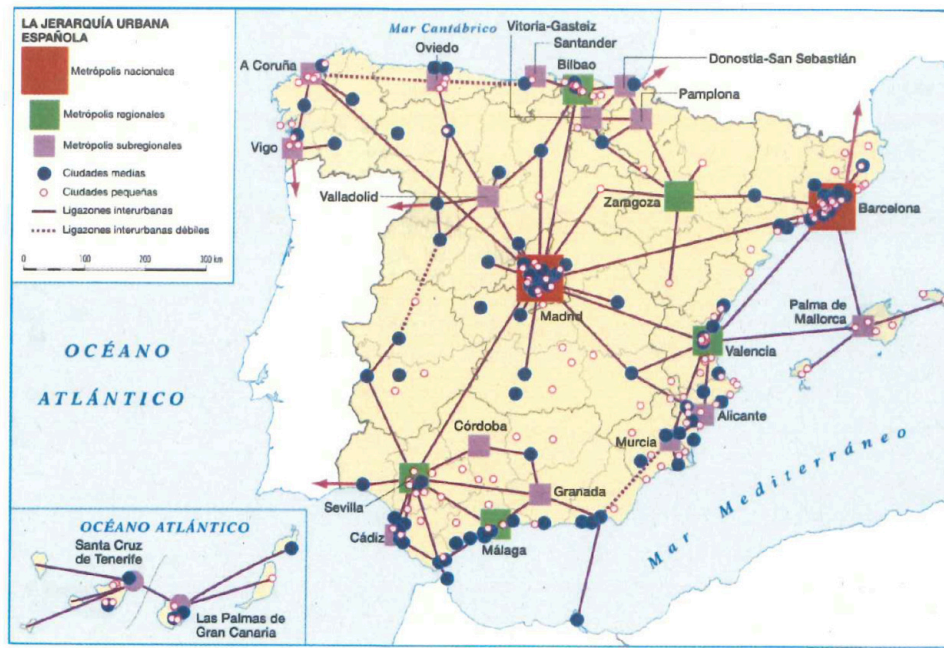 LA JERARQUÍA URBANA
ESPAÑOLA
Metrópolis nacionales
Metrópolis regionales
Metrópolis subregionales
Ciudades medias
Ciudades pequeñas
Ligazones interurbanas
Ligazones interurbanas débiles
0 100 200 300 km
Mar Cantábrico
Vitoria-Gasteiz
Oviedo
Santander
A Coruña
Bilbao
Donostia-San Sebastián
Pamplona
Vigo
Valladolid
Zaragoza
Barcelona
Madrid
Palma de
Mallorca
Valencia
OCÉANO
ATLÁNTICO
Alicante
Córdoba
Murcia
Mar Mediterráneo
Granada
Sevilla
Cádiz
Málaga
OCÉANO ATLÁNTICO
Santa Cruz
de Tenerife
Las Palmas de
Gran Canaria